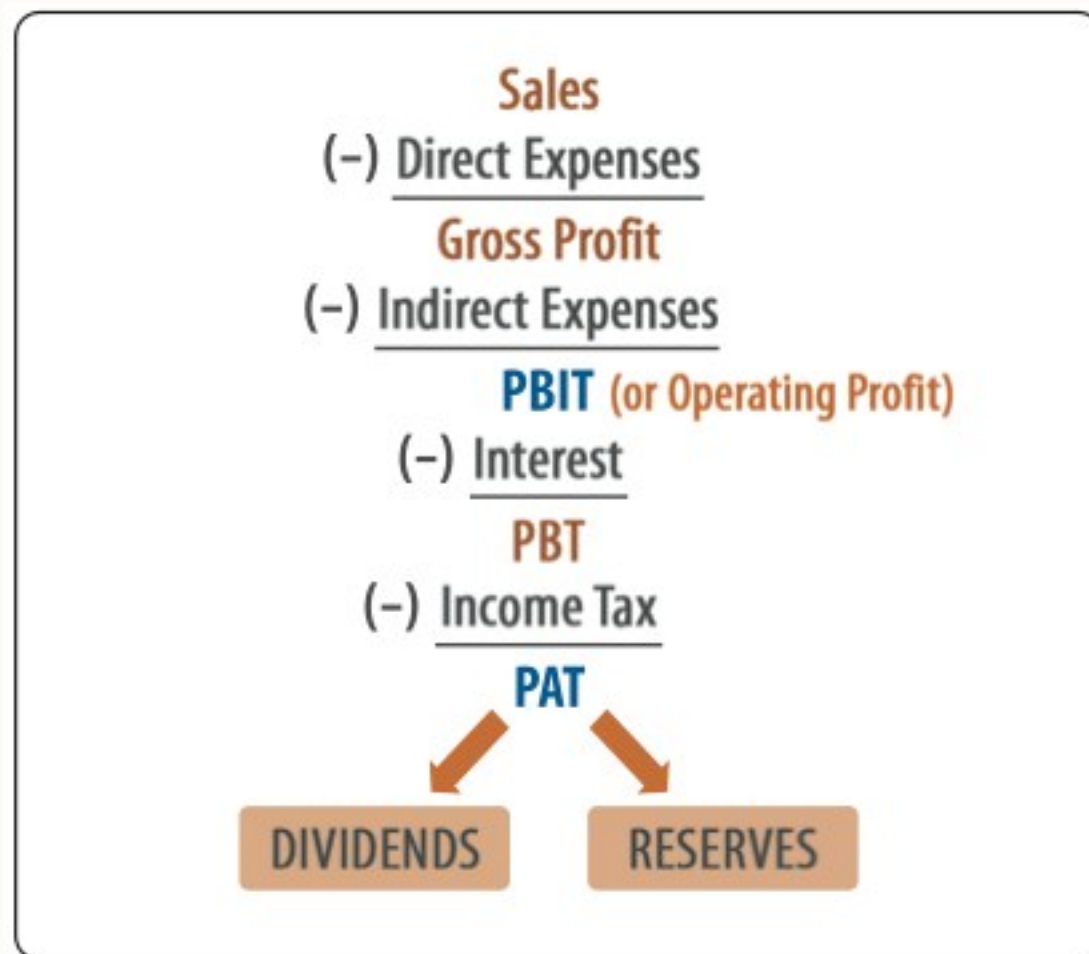 Sales
(–) Direct Expenses
Gross Profit
(–) Indirect Expenses
PBIT (or Operating Profit)
(–) Interest
PBT
(–) Income Tax
PAT
DIVIDENDS RESERVES